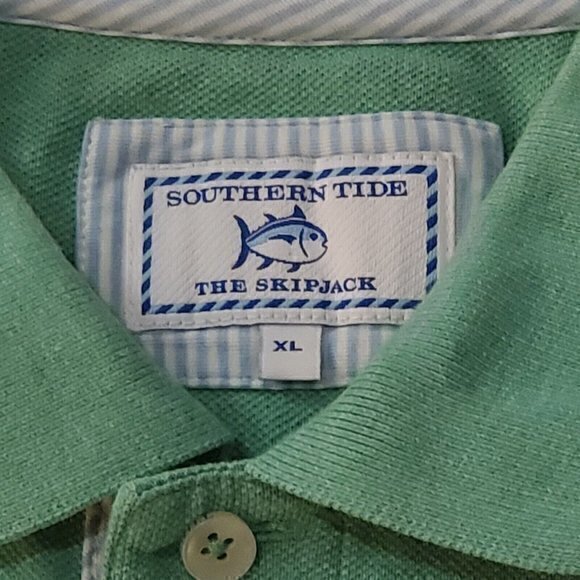 SOUTHERN TIDE
THE SKIPJACK
XL